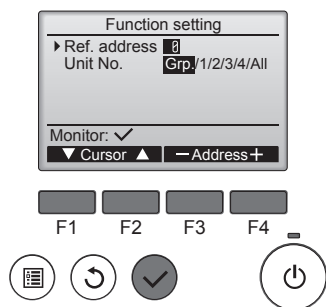 Function setting
Ref. address 0
Unit No. Grp./1/2/3/4/All
Monitor: ✓
▼ Cursor ▲ − Address +
F1 F2 F3 F4